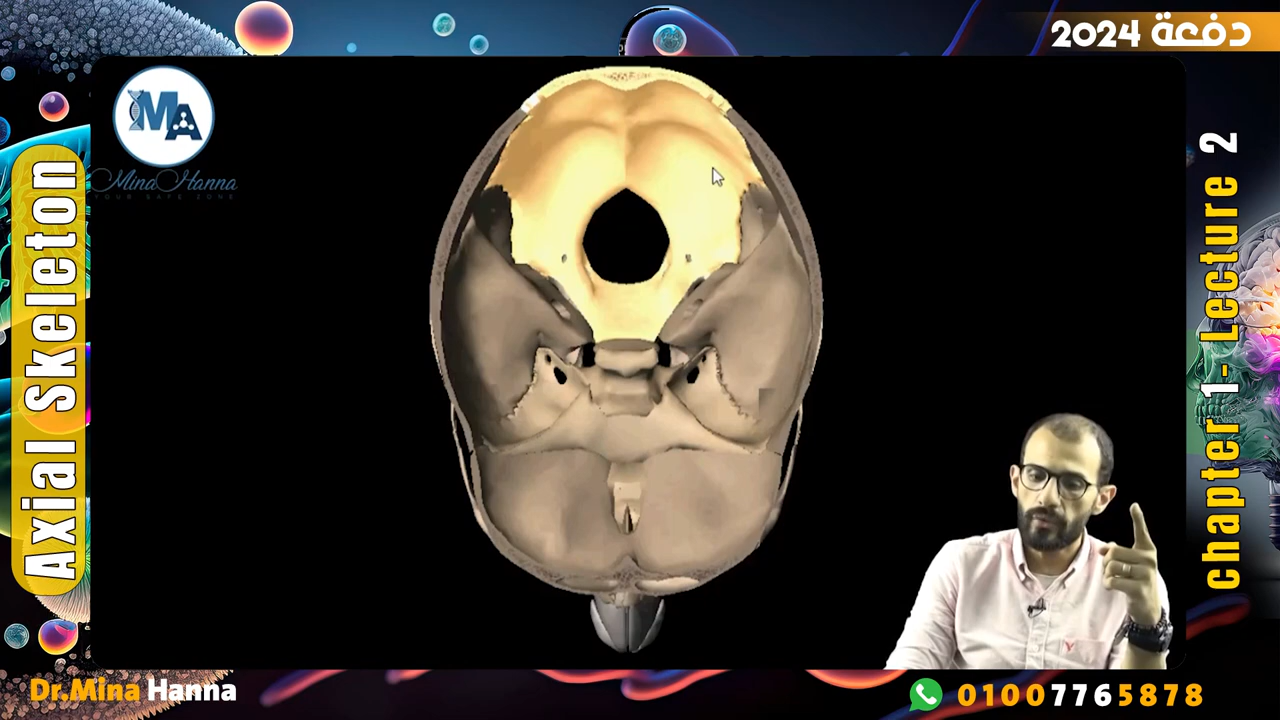 دفعة 2024
MA
Mina Hanna
YOUR SAFE ZONE
Axial Skeleton
chapter 1- Lecture 2
Dr.Mina Hanna
01007765878